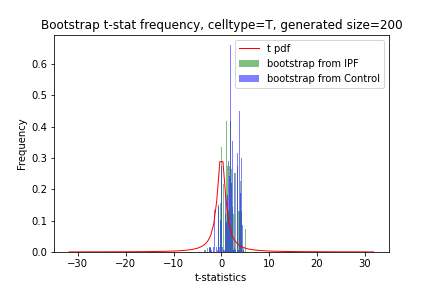 Bootstrap t-stat frequency, celltype=T, generated size=200
t pdf
bootstrap from IPF
bootstrap from Control
Frequency
0.6
0.5
0.4
0.3
0.2
0.1
0.0
−30 −20 −10 0 10 20 30
t-statistics